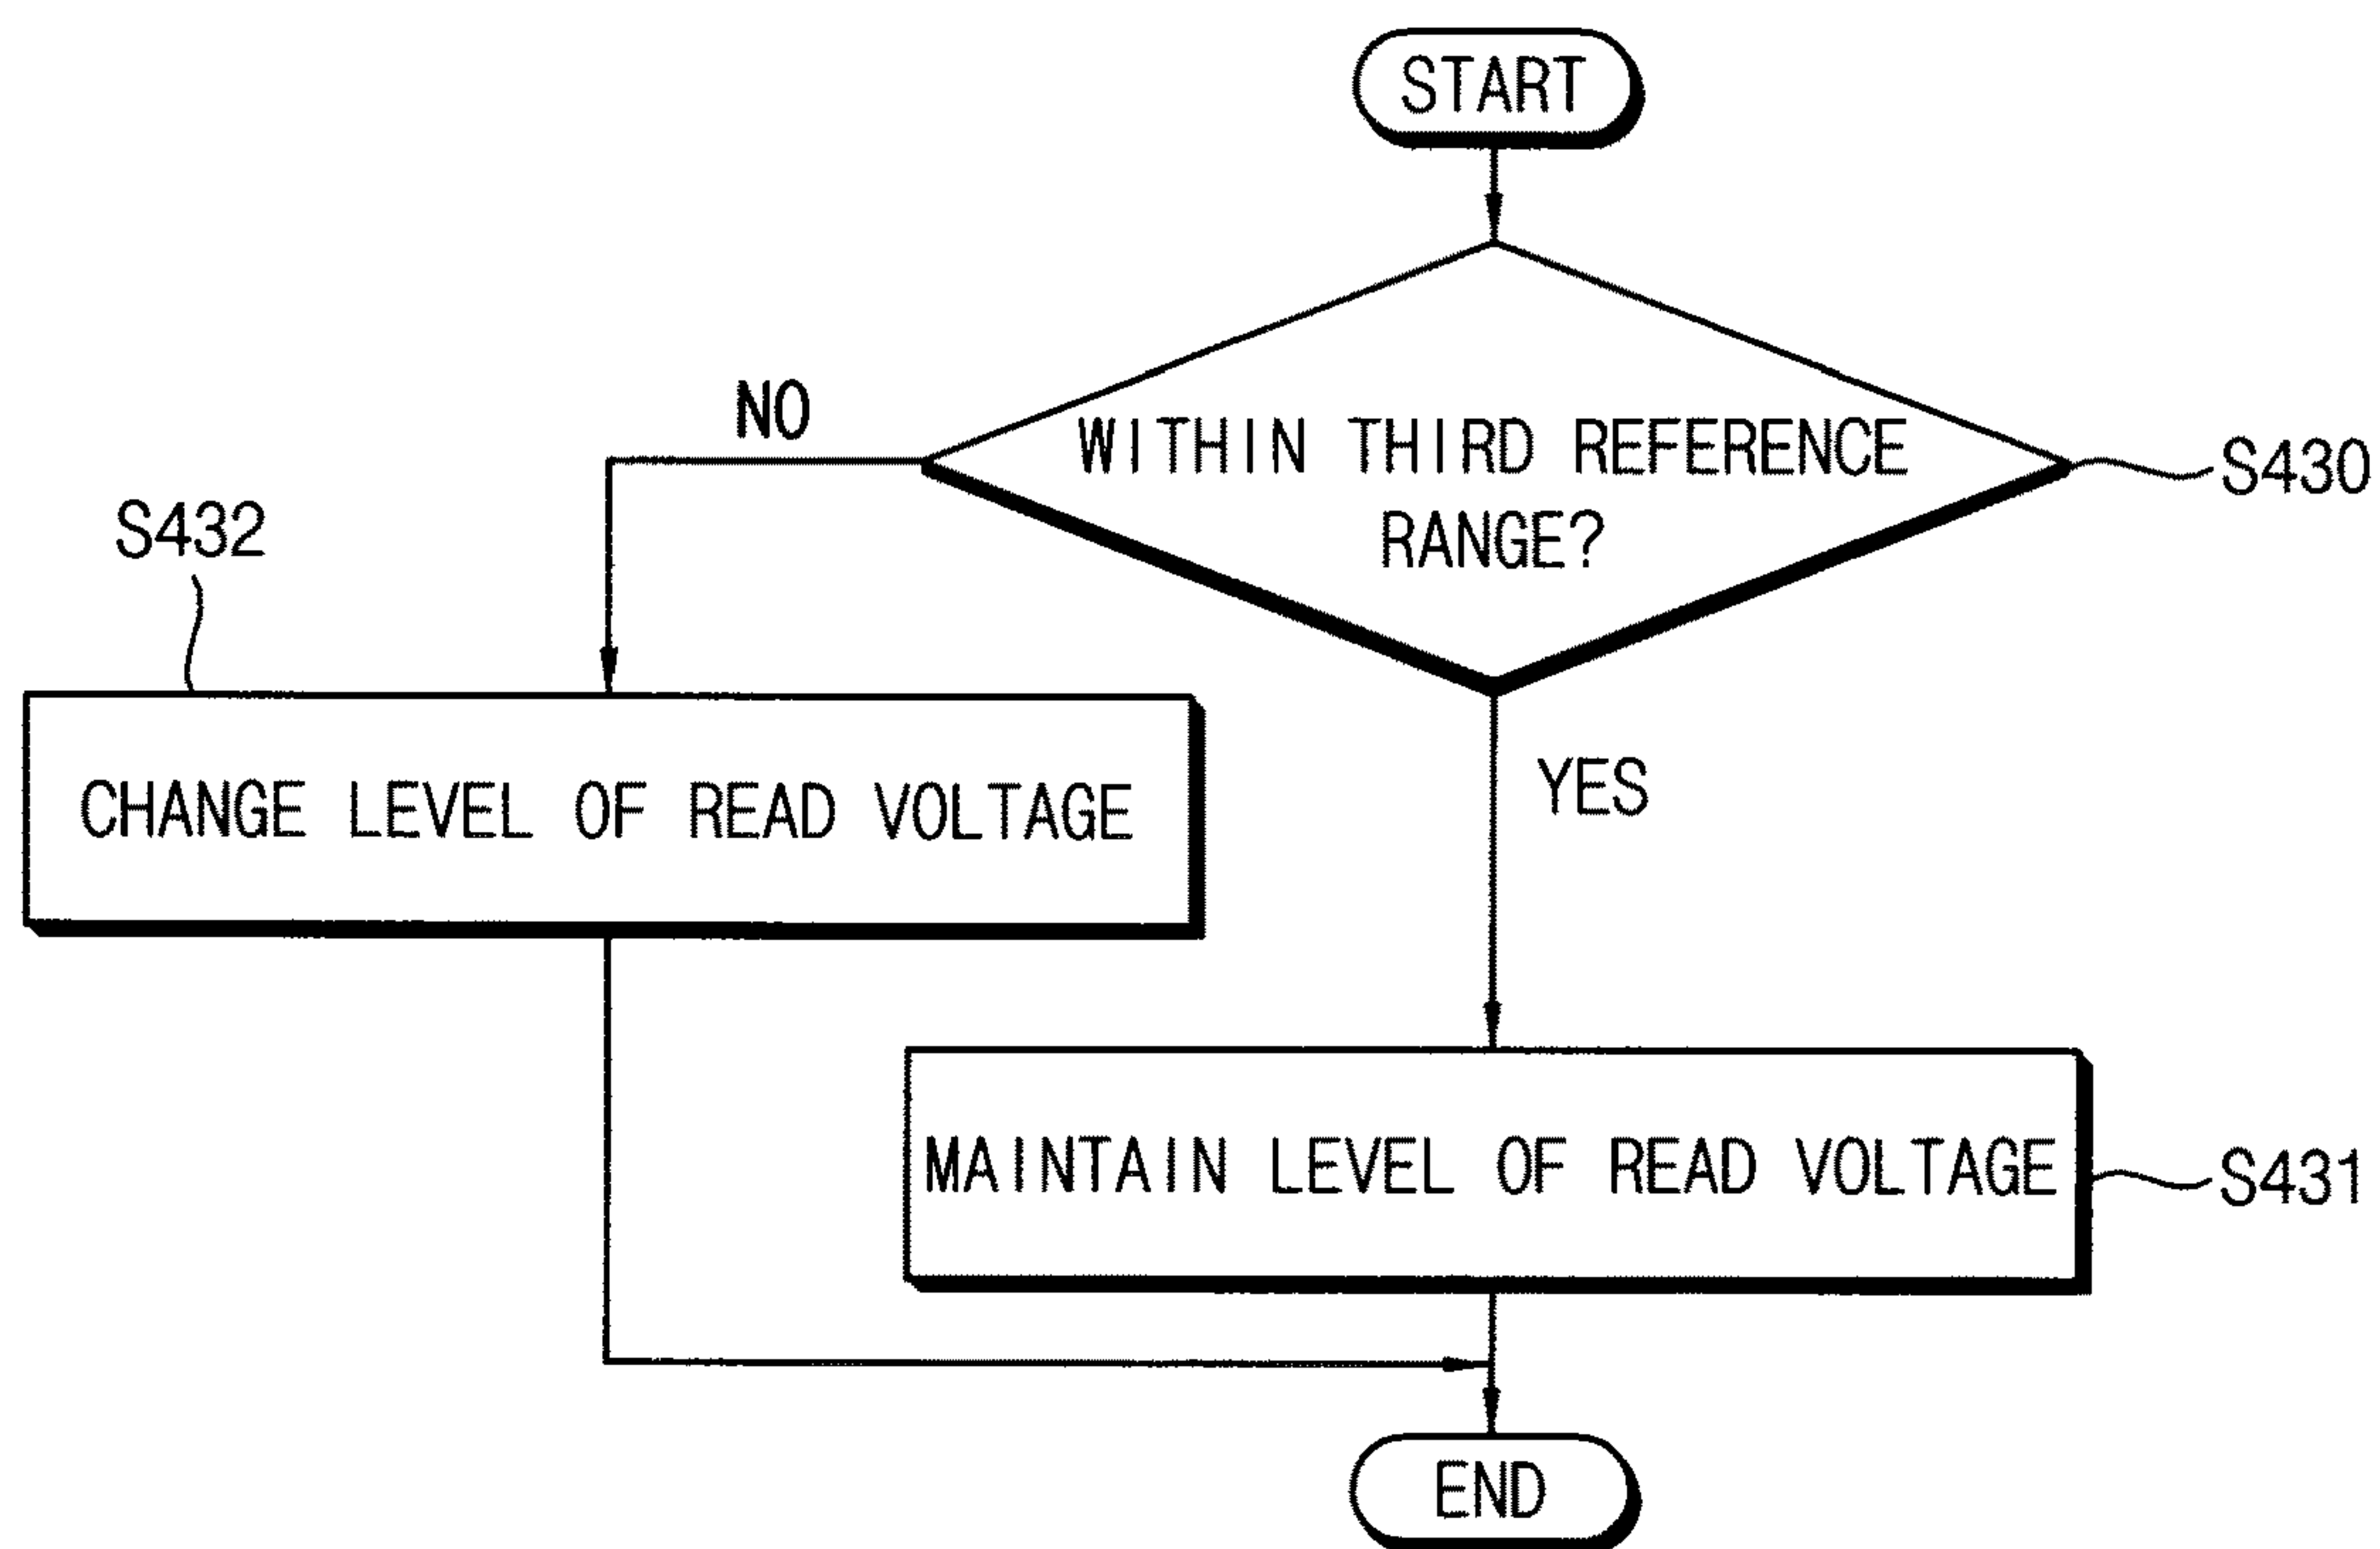 START
NO
WITHIN THIRD REFERENCE
RANGE?
S430
S432
CHANGE LEVEL OF READ VOLTAGE
YES
MAINTAIN LEVEL OF READ VOLTAGE
S431
END